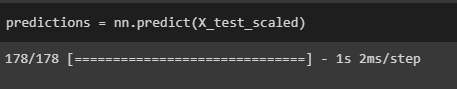 predictions = nn.predict(X_test_scaled)
178/178 [==============================] - 1s 2ms/step